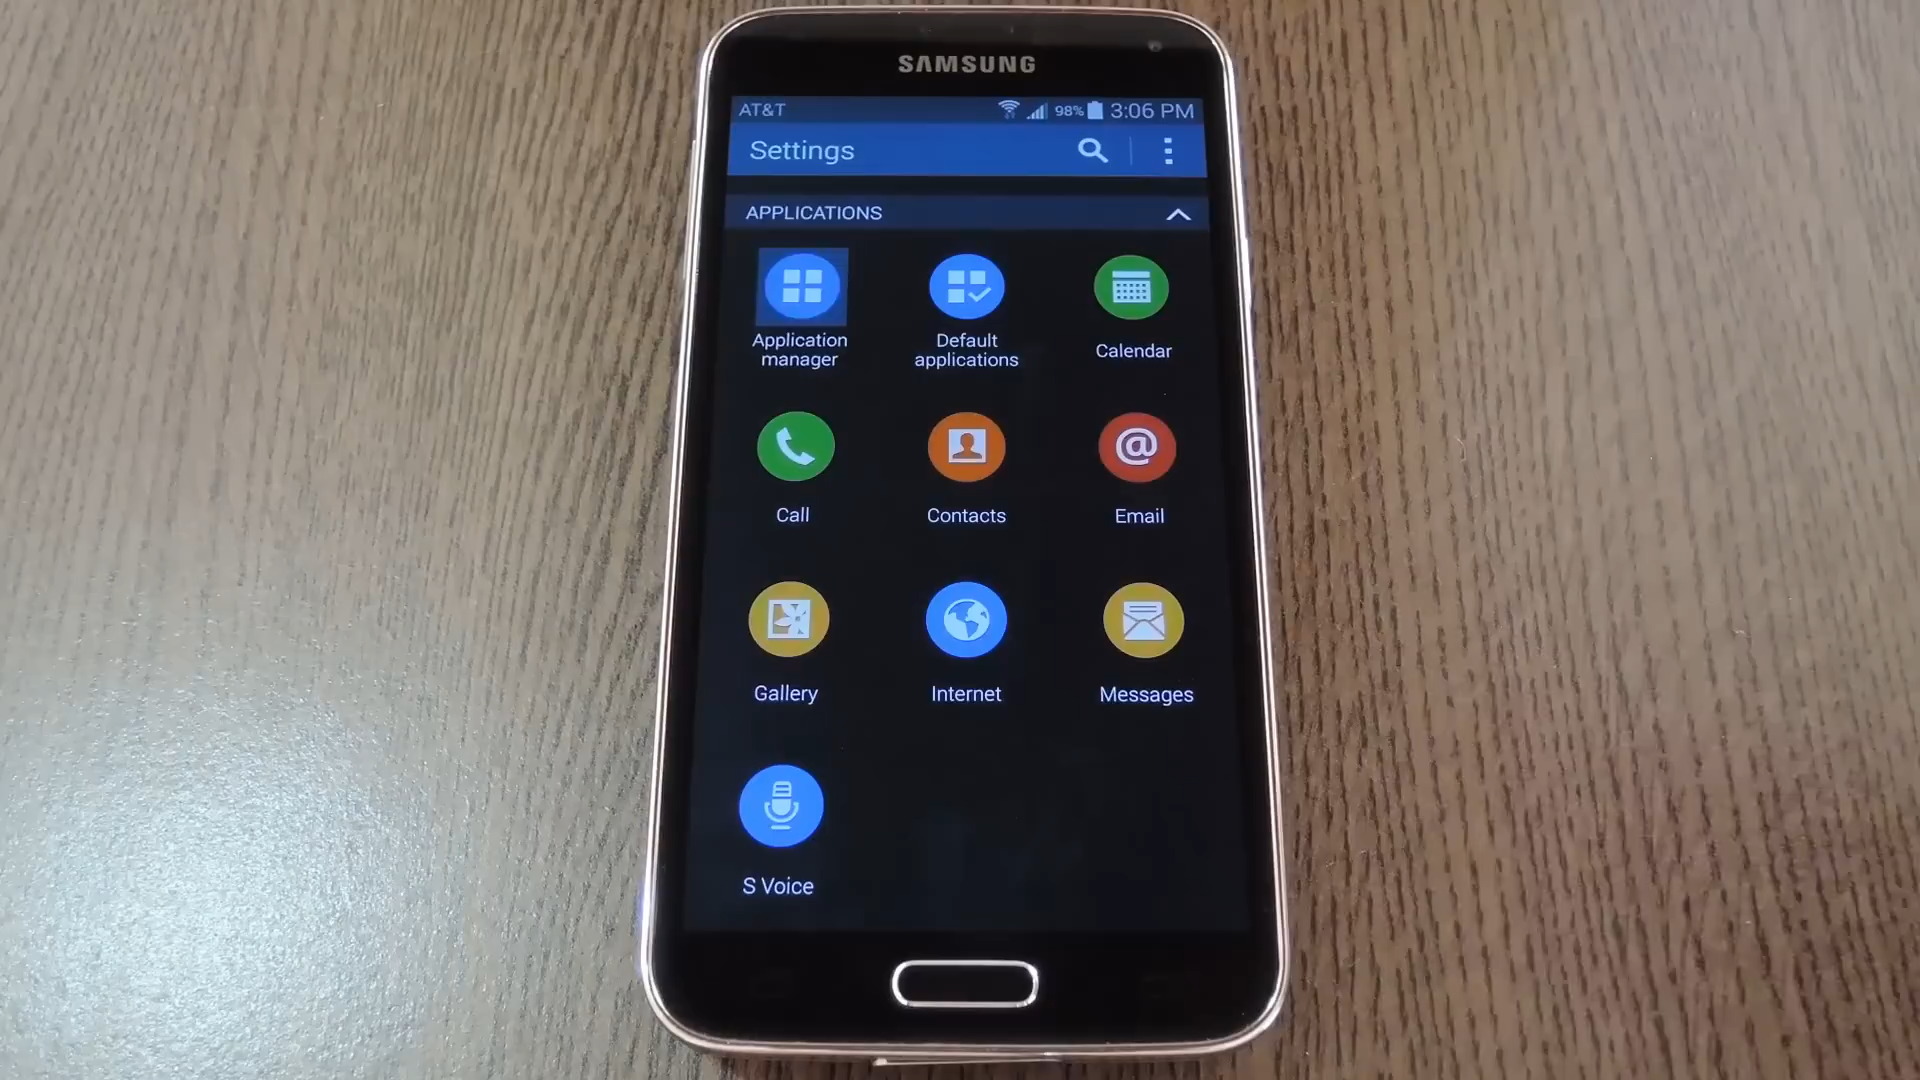 SAMSUNG
AT&T 98% 3:06 PM
Settings
APPLICATIONS
Application manager
Default applications
Calendar
Call
Contacts
@
Email
Gallery
Internet
Messages
S Voice